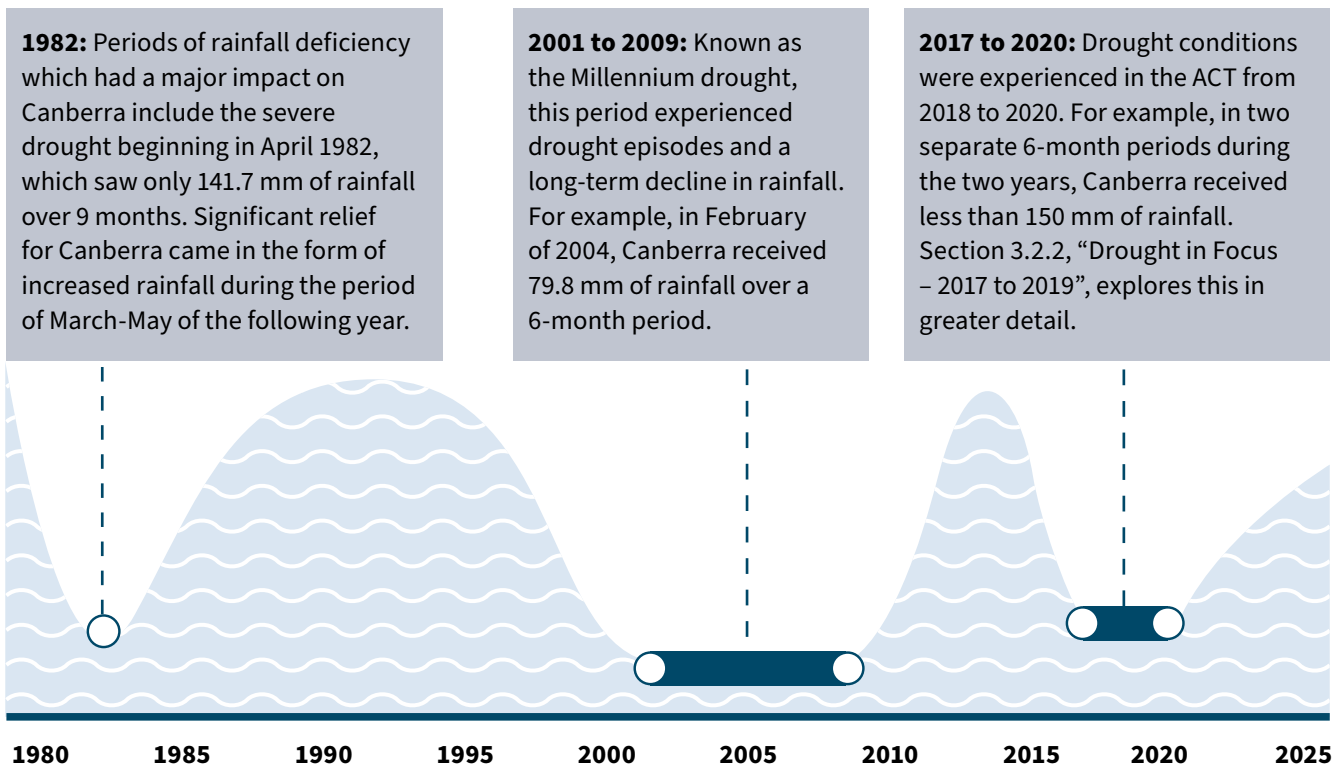 1982: Periods of rainfall deficiency
which had a major impact on
Canberra include the severe
drought beginning in April 1982,
which saw only 141.7 mm of rainfall
over 9 months. Significant relief
for Canberra came in the form of
increased rainfall during the period
of March-May of the following year.
2001 to 2009: Known as
the Millennium drought,
this period experienced
drought episodes and a
long-term decline in rainfall.
For example, in February
of 2004, Canberra received
79.8 mm of rainfall over a
6-month period.
2017 to 2020: Drought conditions
were experienced in the ACT from
2018 to 2020. For example, in two
separate 6-month periods during
the two years, Canberra received
less than 150 mm of rainfall.
Section 3.2.2, “Drought in Focus
– 2017 to 2019”, explores this in
greater detail.
1980 1985 1990 1995 2000 2005 2010 2015 2020 2025